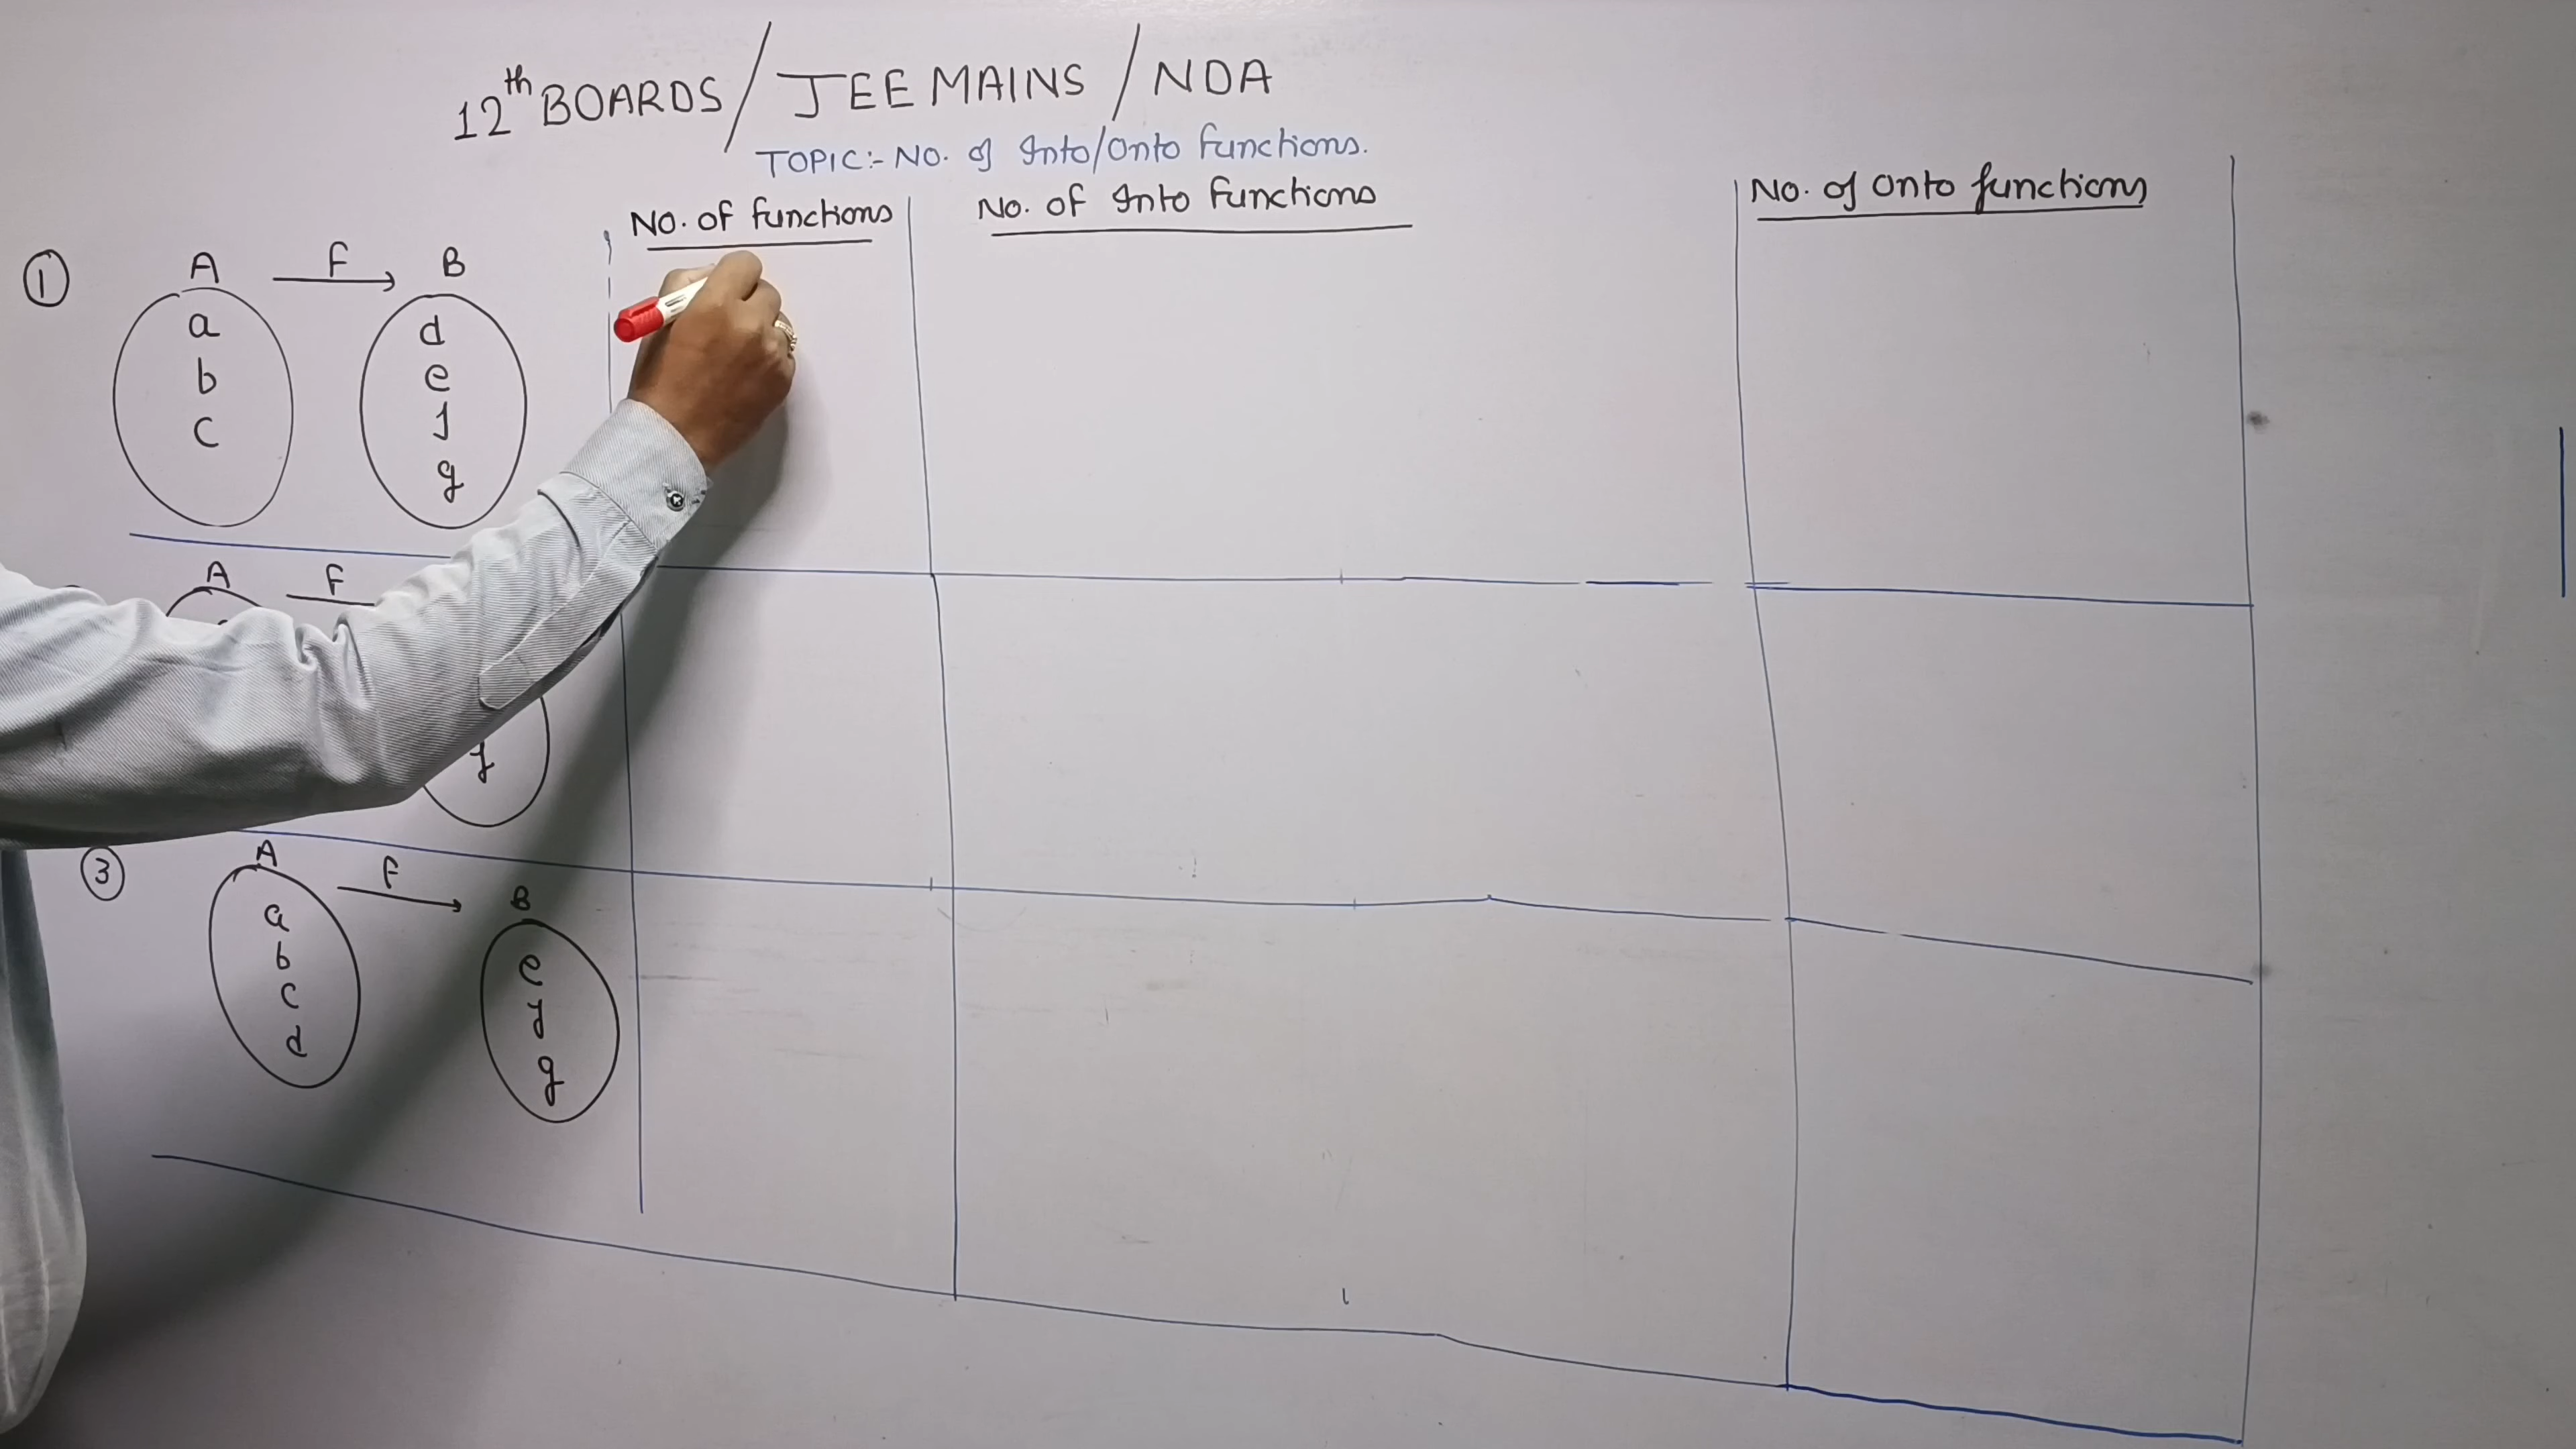 12th BOARDS / JEE MAINS / NDA
TOPIC:- NO. of Into/Onto functions.
NO. OF functions
NO. OF Into Functions
NO. of Onto functions
1
A F B
a d
b e
c f
g
A F
f
3
A F B
a e
b f
c g
d